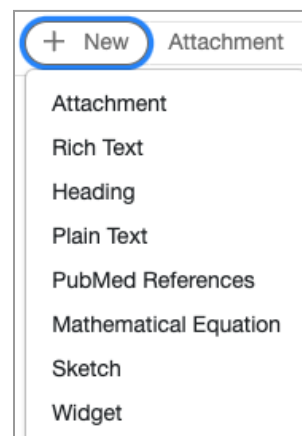 + New Attachment
Attachment
Rich Text
Heading
Plain Text
PubMed References
Mathematical Equation
Sketch
Widget